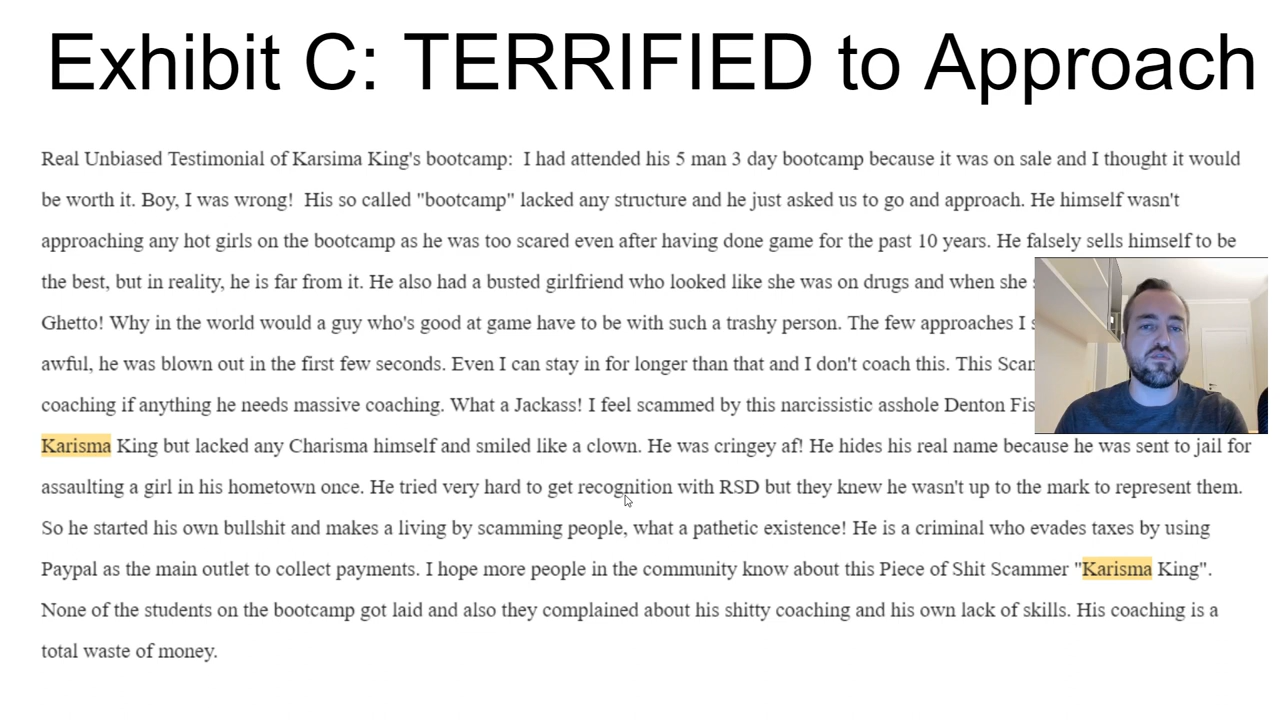 Exhibit C: TERRIFIED to Approach
Real Unbiased Testimonial of Karsima King's bootcamp:  I had attended his 5 man 3 day bootcamp because it was on sale and I thought it would
be worth it. Boy, I was wrong!  His so called "bootcamp" lacked any structure and he just asked us to go and approach. He himself wasn't
approaching any hot girls on the bootcamp as he was too scared even after having done game for the past 10 years. He falsely sells himself to be
the best, but in reality, he is far from it. He also had a busted girlfriend who looked like she was on drugs and when she
Ghetto! Why in the world would a guy who's good at game have to be with such a trashy person. The few approaches I
awful, he was blown out in the first few seconds. Even I can stay in for longer than that and I don't coach this. This
coaching if anything he needs massive coaching. What a Jackass! I feel scammed by this narcissistic asshole Denton
Karisma King but lacked any Charisma himself and smiled like a clown. He was cringey af! He hides his real name because he was sent to jail for
assaulting a girl in his hometown once. He tried very hard to get recognition with RSD but they knew he wasn't up to the mark to represent them.
So he started his own bullshit and makes a living by scamming people, what a pathetic existence! He is a criminal who evades taxes by using
Paypal as the main outlet to collect payments. I hope more people in the community know about this Piece of Shit Scammer "Karisma King".
None of the students on the bootcamp got laid and also they complained about his shitty coaching and his own lack of skills. His coaching is a
total waste of money.